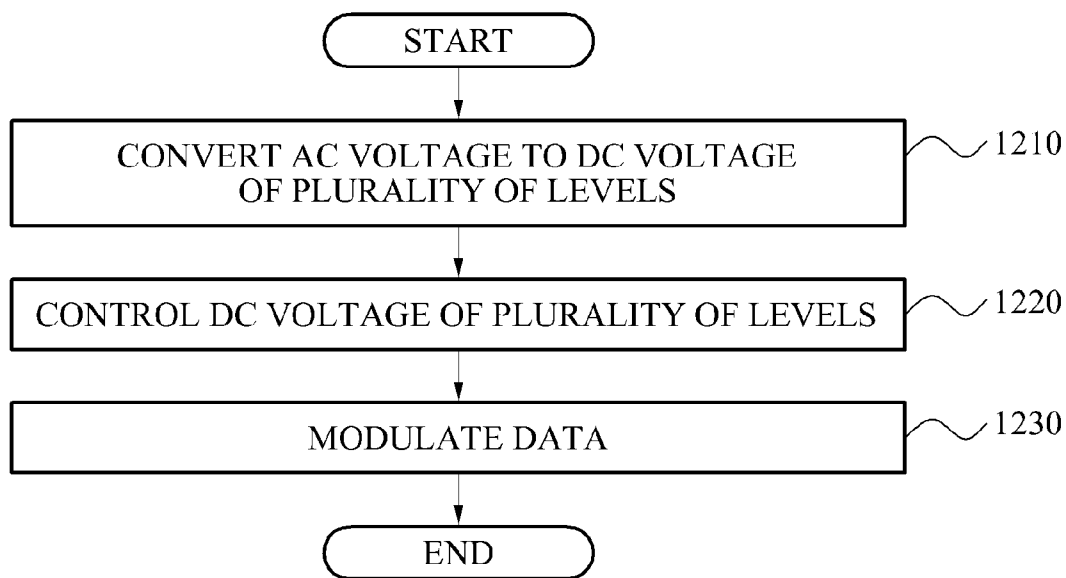 START
CONVERT AC VOLTAGE TO DC VOLTAGE
OF PLURALITY OF LEVELS
1210
CONTROL DC VOLTAGE OF PLURALITY OF LEVELS
1220
MODULATE DATA
1230
END